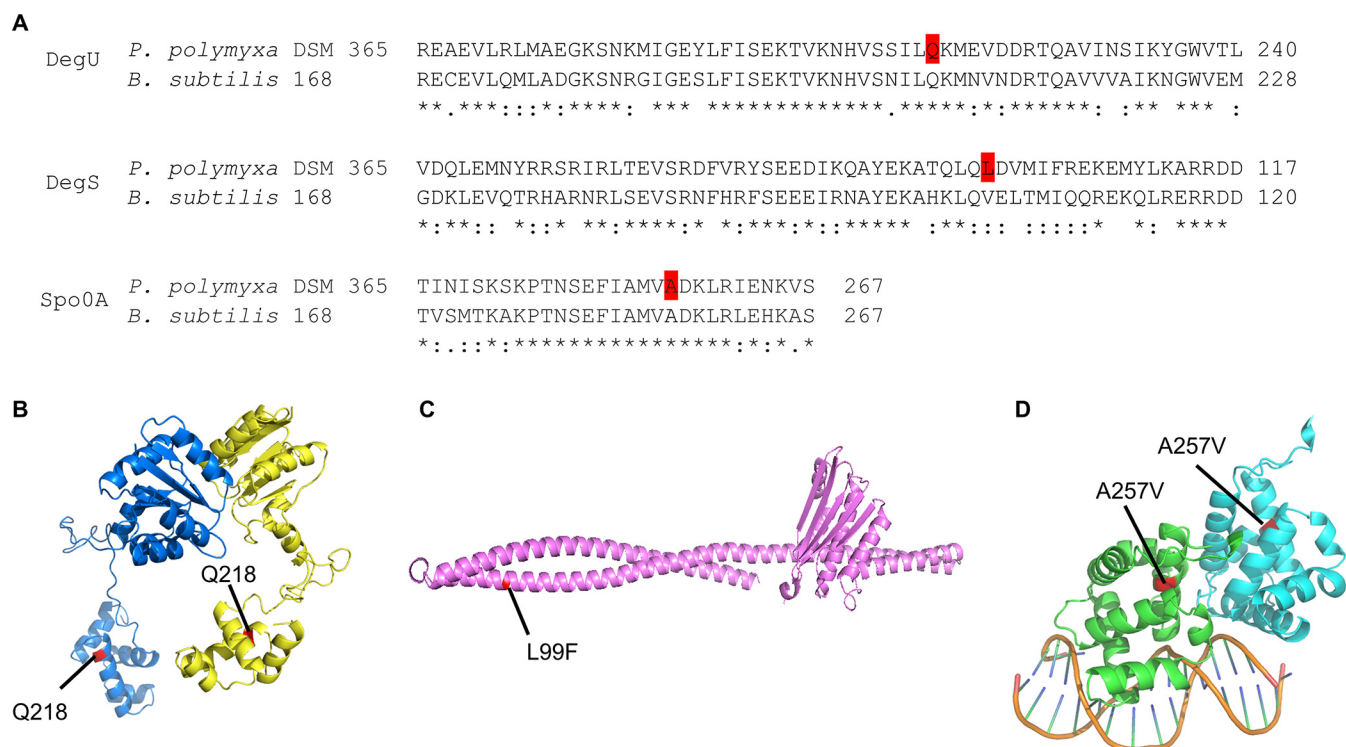 A
P. polymyxa DSM 365 REAEVLRLMAEGKSNKMIGEYLFISEKTVKNHVSSILQKMEVDDRTQAVINSIKYGWVTL 240
DegU
B. subtilis 168 RECEVLQMLADGKSNRGIGESLFISEKTVKNHVSNILQKMNVNDRTQAVVVAIKNGWVEM 228
**.***:::*:****: *** ****************.*****:*:******: :** *** :
P. polymyxa DSM 365 VDQLEMNYRRSRIRLTEVSRDFVRYSEEDIKQAYEKATQLQLDVMIFREKEMYLKARRDD 117
DegS
B. subtilis 168 GDKLEVQTRHARNRLSEVSRNFHRFSEEEIRNAYEKAHKLQVELTMIQQREKQLRERRDD 120
*:**:: *::* **:****:* *:***:*::***** :**::: :::::* *: ****
P. polymyxa DSM 365 TINISKSKPTNSEFIAMVADKLRIENKVS 267
Spo0A
B. subtilis 168 TVSMTKAKPTNSEFIAMVADKLRLEHKAS 267
*:.::*:****************:*:*.*
B
C
D
A257V
A257V
Q218
L99F
Q218